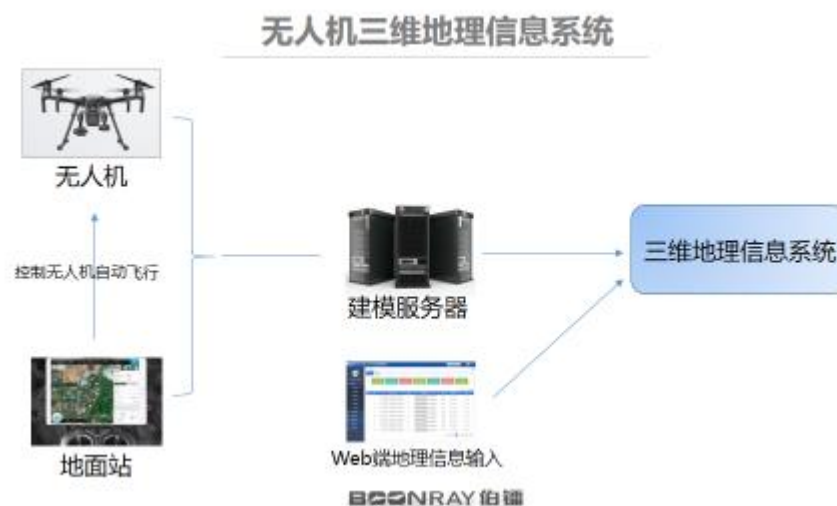 无人机三维地理信息系统
无人机
控制无人机自动飞行
地面站
建模服务器
Web端地理信息输入
三维地理信息系统
BOONRAY 伯镭